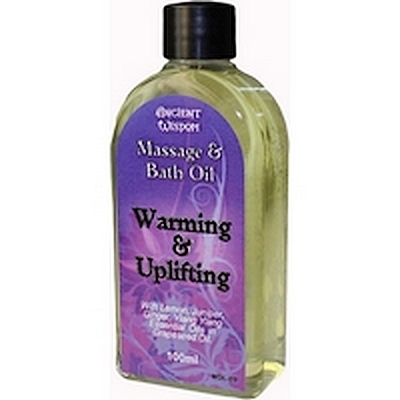 Ancient
Wisdom
Massage &
Bath Oil
Warming
&
Uplifting
With Lemon, Juniper,
Ginger, Ylang Ylang
Essential Oils in
Grapeseed Oil
100ml